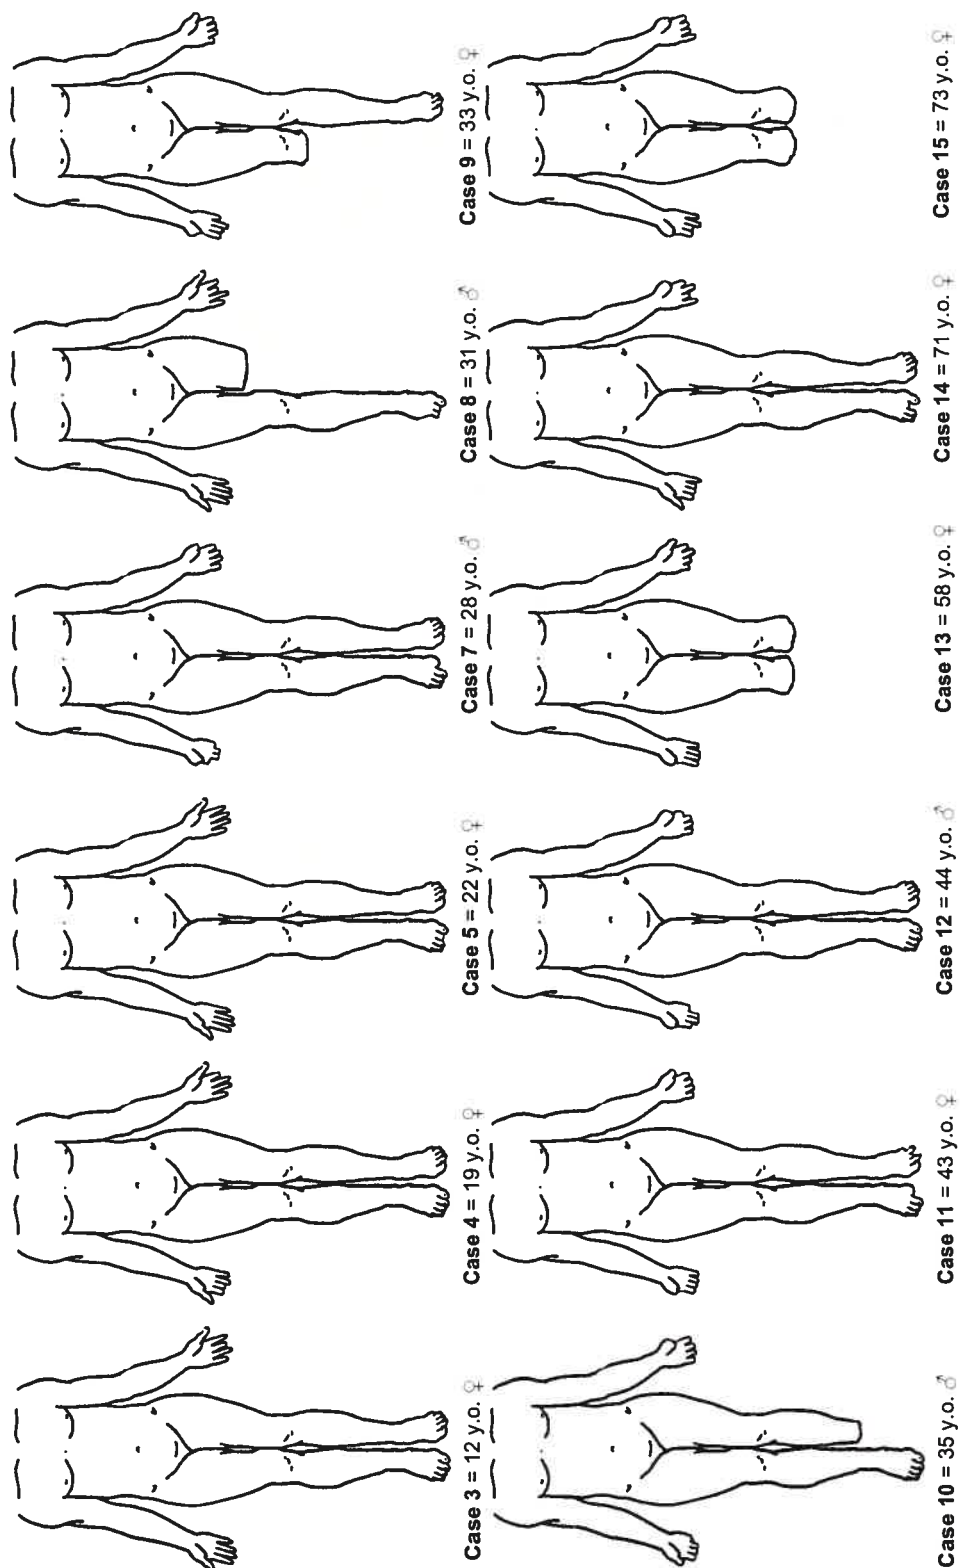 Case 3 = 12 y.o. ♀
Case 4 = 19 y.o. ♀
Case 5 = 22 y.o. ♀
Case 7 = 28 y.o. ♂
Case 8 = 31 y.o. ♂
Case 9 = 33 y.o. ♀
Case 10 = 35 y.o. ♂
Case 11 = 43 y.o. ♀
Case 12 = 44 y.o. ♂
Case 13 = 58 y.o. ♀
Case 14 = 71 y.o. ♀
Case 15 = 73 y.o. ♀